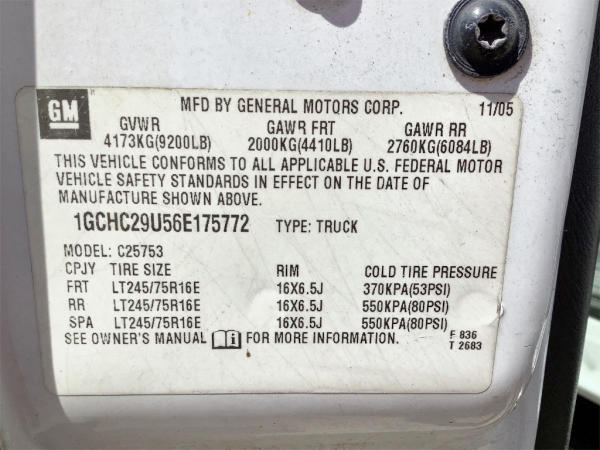 GM
MFD BY GENERAL MOTORS CORP. 11/05
GVWR GAWR FRT GAWR RR
4173KG(9200LB) 2000KG(4410LB) 2760KG(6084LB)
THIS VEHICLE CONFORMS TO ALL APPLICABLE U.S. FEDERAL MOTOR
VEHICLE SAFETY STANDARDS IN EFFECT ON THE DATE OF
MANUFACTURE SHOWN ABOVE.
1GCHC29U56E175772 TYPE: TRUCK
MODEL: C25753
CPJY TIRE SIZE RIM COLD TIRE PRESSURE
FRT LT245/75R16E 16X6.5J 370KPA(53PSI)
RR LT245/75R16E 16X6.5J 550KPA(80PSI)
SPA LT245/75R16E 16X6.5J 550KPA(80PSI)
SEE OWNER'S MANUAL FOR MORE INFORMATION. F 836
T 2683